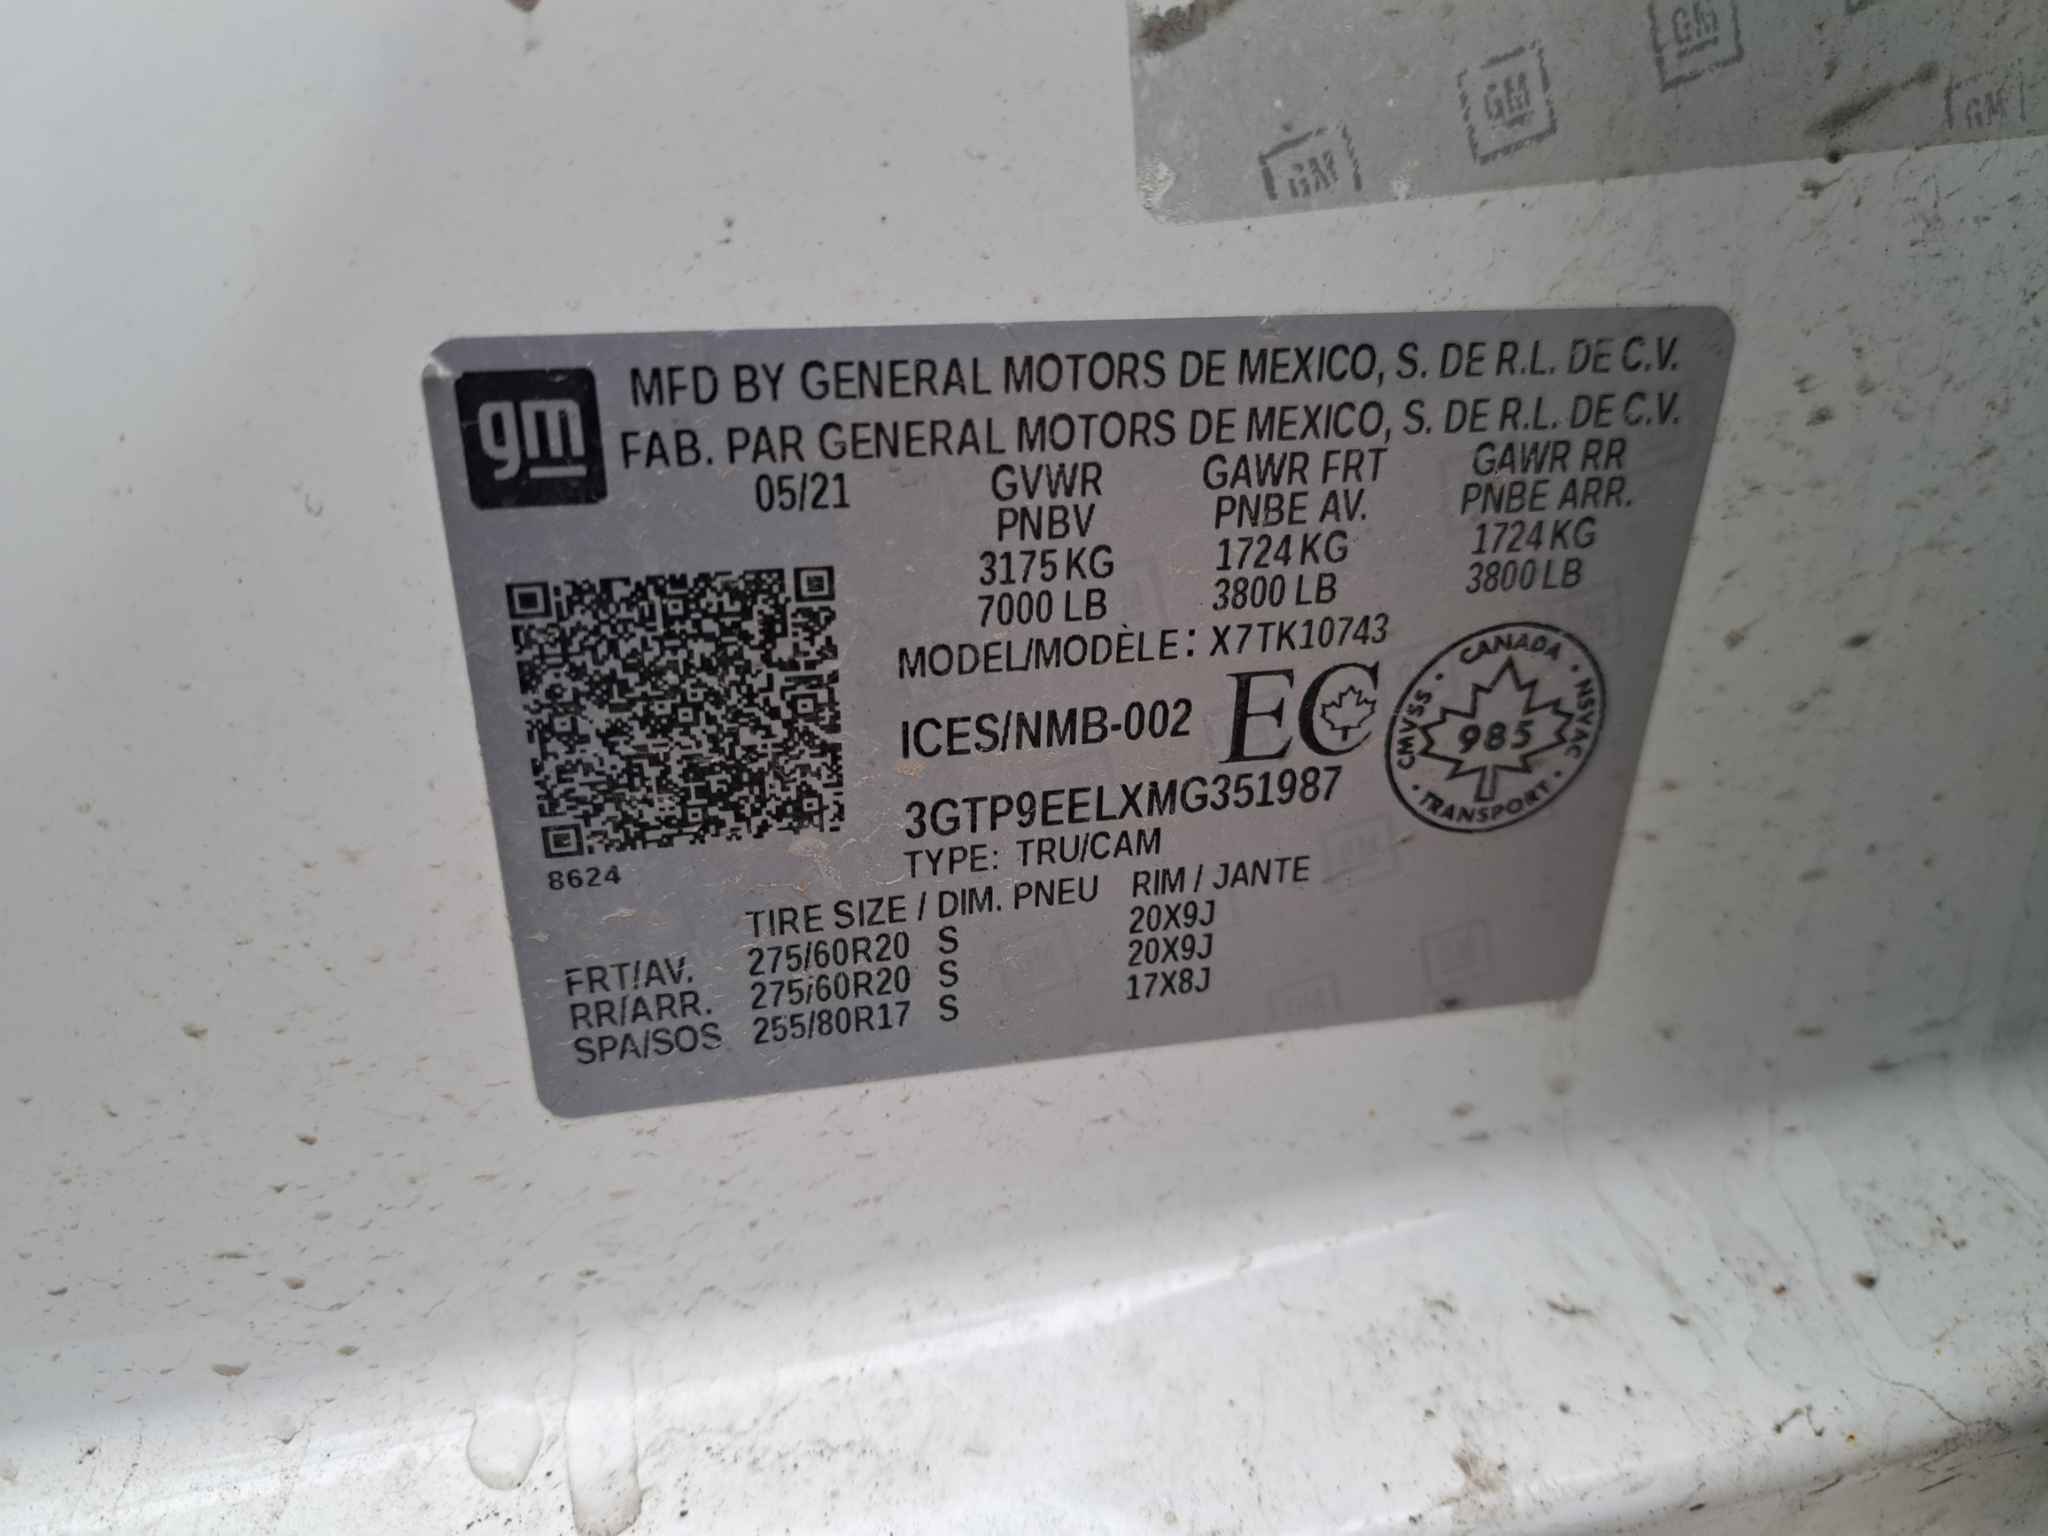 GM
GM
GM
GM
gm
MFD BY GENERAL MOTORS DE MEXICO, S. DE R.L. DE C.V.
FAB. PAR GENERAL MOTORS DE MEXICO, S. DE R.L. DE C.V.
05/21 GVWR GAWR FRT GAWR RR
PNBV PNBE AV. PNBE ARR.
3175 KG 1724 KG 1724 KG
7000 LB 3800 LB 3800 LB
MODEL/MODÈLE: X7TK10743
ICES/NMB-002 EC
CANADA
CMVSS 985 NSVAC
TRANSPORT
3GTP9EELXMG351987
TYPE: TRU/CAM
8624
TIRE SIZE / DIM. PNEU RIM / JANTE
FRT/AV. 275/60R20 S 20X9J
RR/ARR. 275/60R20 S 20X9J
SPA/SOS 255/80R17 S 17X8J